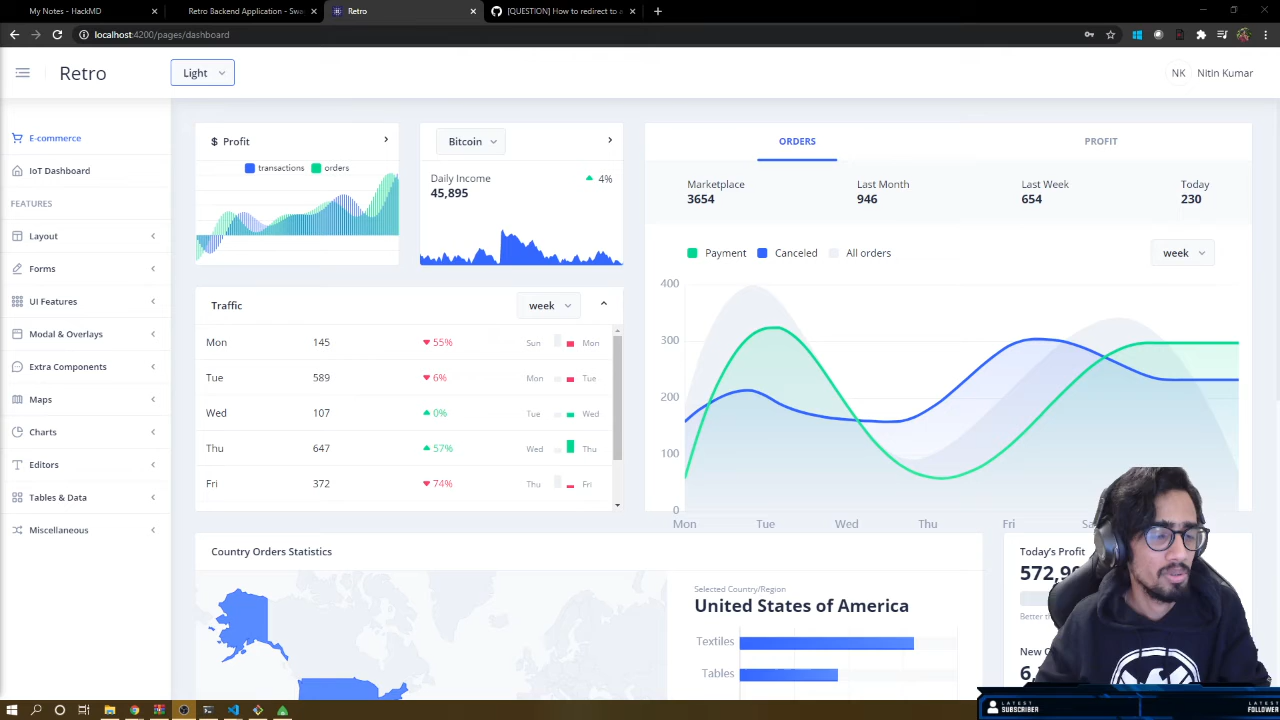 My Notes - HackMD
Retro Backend Application - Swa
Retro
[QUESTION] How to redirect to a
localhost:4200/pages/dashboard
Retro
Light
NK
Nitin Kumar
E-commerce
IoT Dashboard
FEATURES
Layout
Forms
UI Features
Modal & Overlays
Extra Components
Maps
Charts
Editors
Tables & Data
Miscellaneous
$ Profit
transactions
orders
Bitcoin
Daily Income
45,895
4%
Traffic
week
Mon 145 55% Sun Mon
Tue 589 6% Mon Tue
Wed 107 0% Tue Wed
Thu 647 57% Wed Thu
Fri 372 74% Thu Fri
ORDERS
PROFIT
Marketplace
3654
Last Month
946
Last Week
654
Today
230
Payment
Canceled
All orders
week
400
300
200
100
0
Mon Tue Wed Thu Fri
Country Orders Statistics
Selected Country/Region
United States of America
Textiles
Tables
Today's Profit
LATEST
SUBSCRIBER
LATEST
FOLLOWER